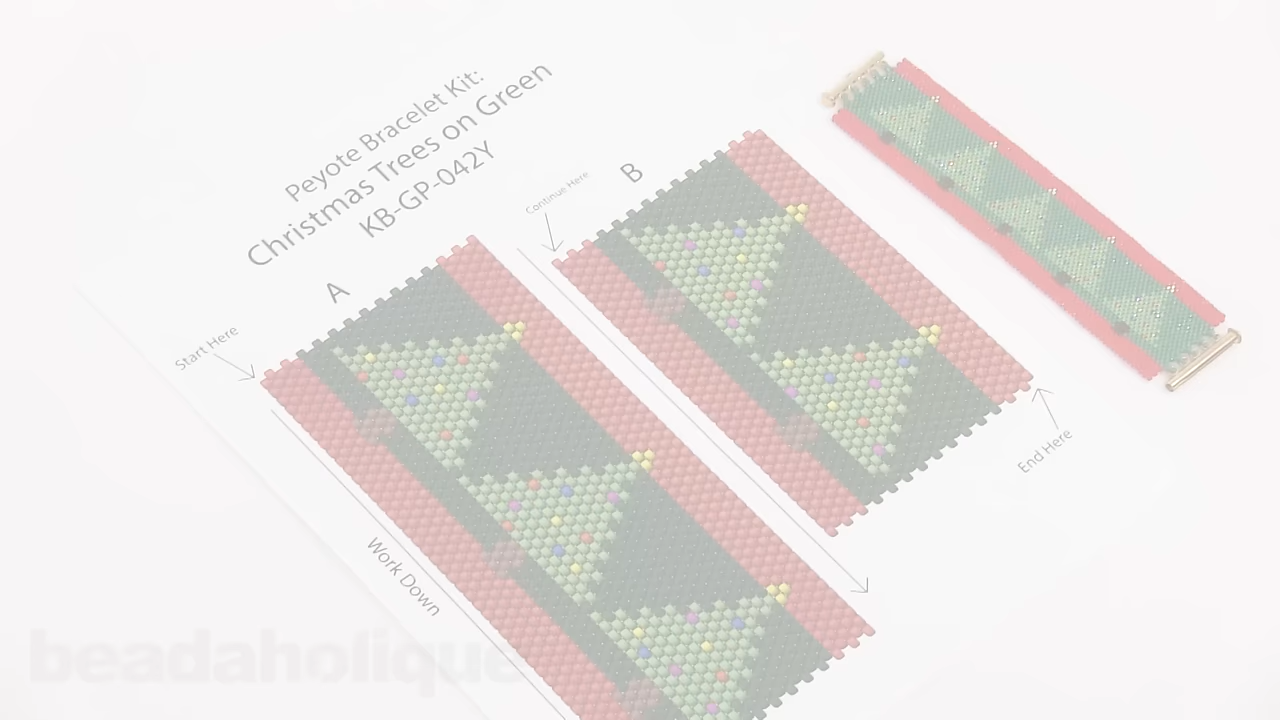 Peyote Bracelet Kit:
Christmas Trees on Green
KB-GP-042Y
A
B
Start Here
Continue Here
Work Down
End Here
beadaholique